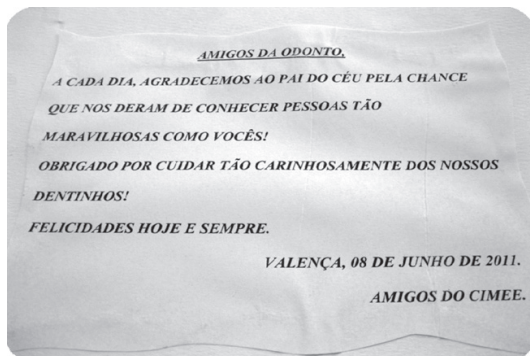 AMIGOS DA ODONTO,
A CADA DIA, AGRADECEMOS AO PAI DO CÉU PELA CHANCE
QUE NOS DERAM DE CONHECER PESSOAS TÃO
MARAVILHOSAS COMO VOCÊS!
OBRIGADO POR CUIDAR TÃO CARINHOSAMENTE DOS NOSSOS
DENTINHOS!
FELICIDADES HOJE E SEMPRE.
VALENÇA, 08 DE JUNHO DE 2011.
AMIGOS DO CIMEE.